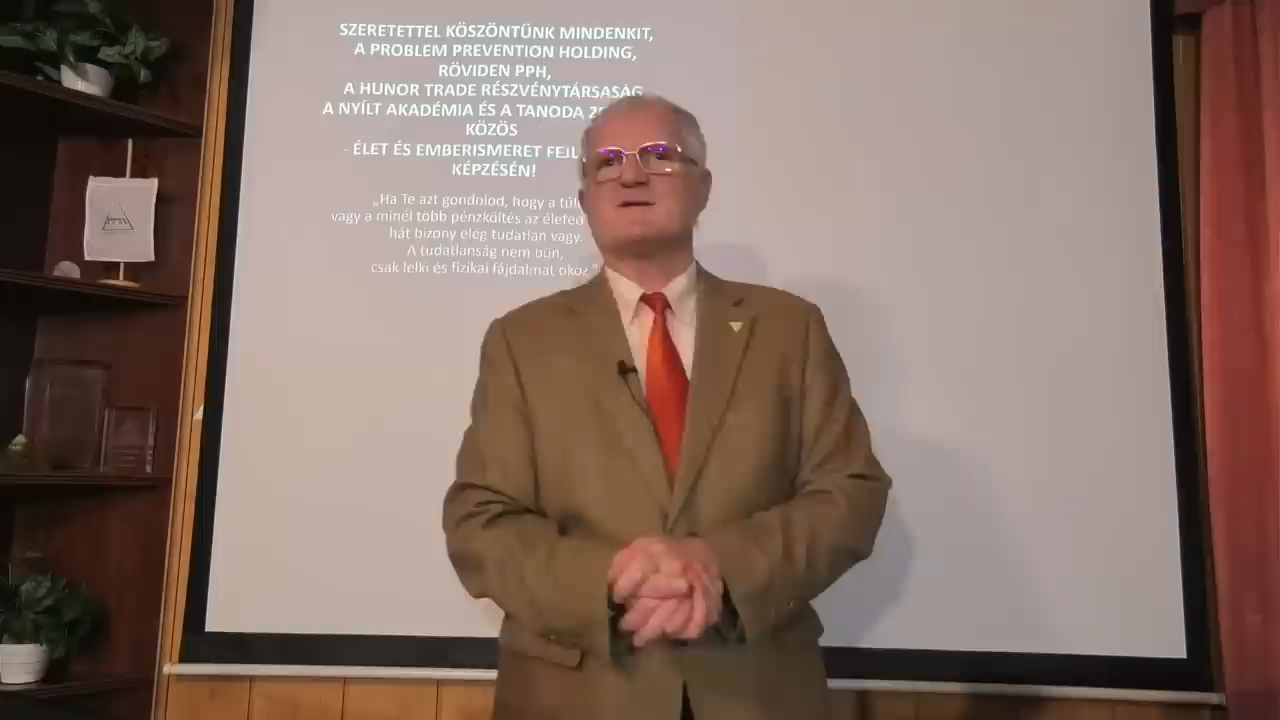 SZERETETTEL KÖSZÖNTÜNK MINDENKIT,
A PROBLEM PREVENTION HOLDING,
RÖVIDEN PPH,
A HUNOR TRADE RÉSZVÉNYTÁRSASÁG
A NYÍLT AKADÉMIA ÉS A TANODA
KÖZÖS
- ÉLET ÉS EMBERISMERET
KÉPZÉSÉN!
„Ha Te azt gondolod, hogy a
vagy a minél több pénzköltés az
hát bizony elég tudatlan vagy.
A tudatlanság nem bűn,
csak lelki és fizikai fájdalmat okoz."